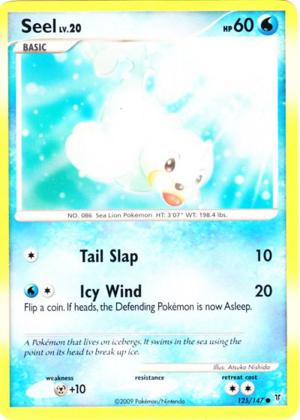 Seel LV.20 HP 60
BASIC
NO. 086 Sea Lion Pokémon HT: 3'07" WT: 198.4 lbs.
Tail Slap 10
Icy Wind 20
Flip a coin. If heads, the Defending Pokémon is now Asleep.
A Pokémon that lives on icebergs. It swims in the sea using the
point on its head to break up ice.
weakness resistance retreat cost
+10
Illus. Atsuko Nishida
©2009 Pokémon/Nintendo 125/147